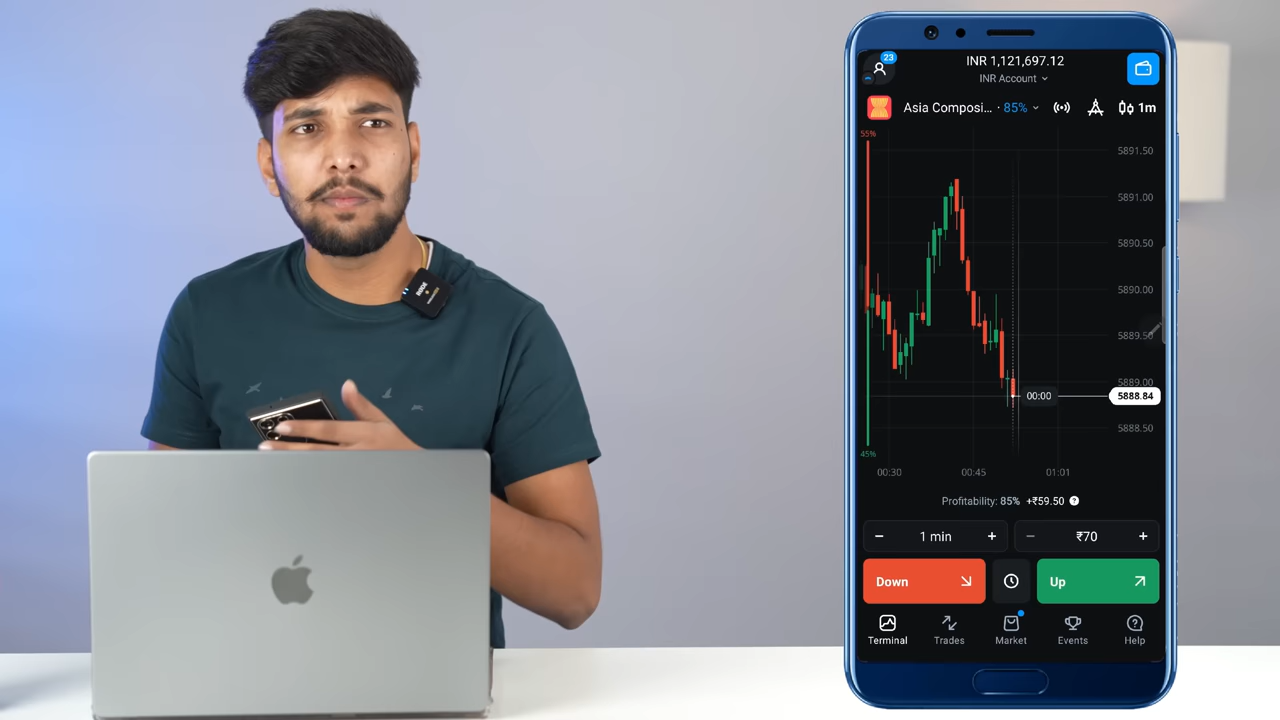 23
INR 1,121,697.12
INR Account
Asia Composi... · 85%
1m
55%
5891.50
5891.00
5890.50
5890.00
5889.50
5889.00
00:00
5888.84
5888.50
45%
00:30
00:45
01:01
Profitability: 85% +₹59.50 ?
− 1 min +
− ₹70 +
Down
Up
Terminal
Trades
Market
Events
Help